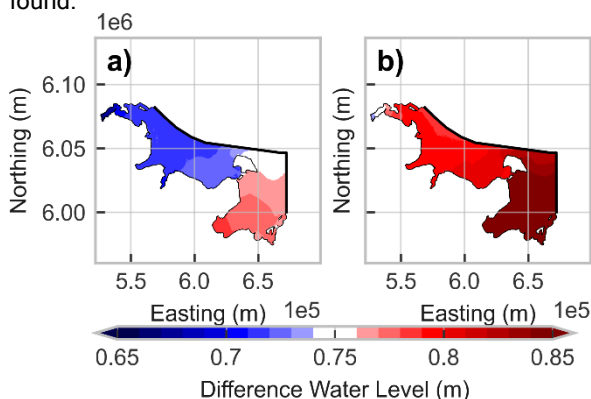 found.
1e6
a)
b)
Northing (m)
6.10
6.05
6.00
Northing (m)
5.5 6.0 6.5
5.5 6.0 6.5
Easting (m) 1e5
Easting (m) 1e5
0.65 0.7 0.75 0.8 0.85
Difference Water Level (m)